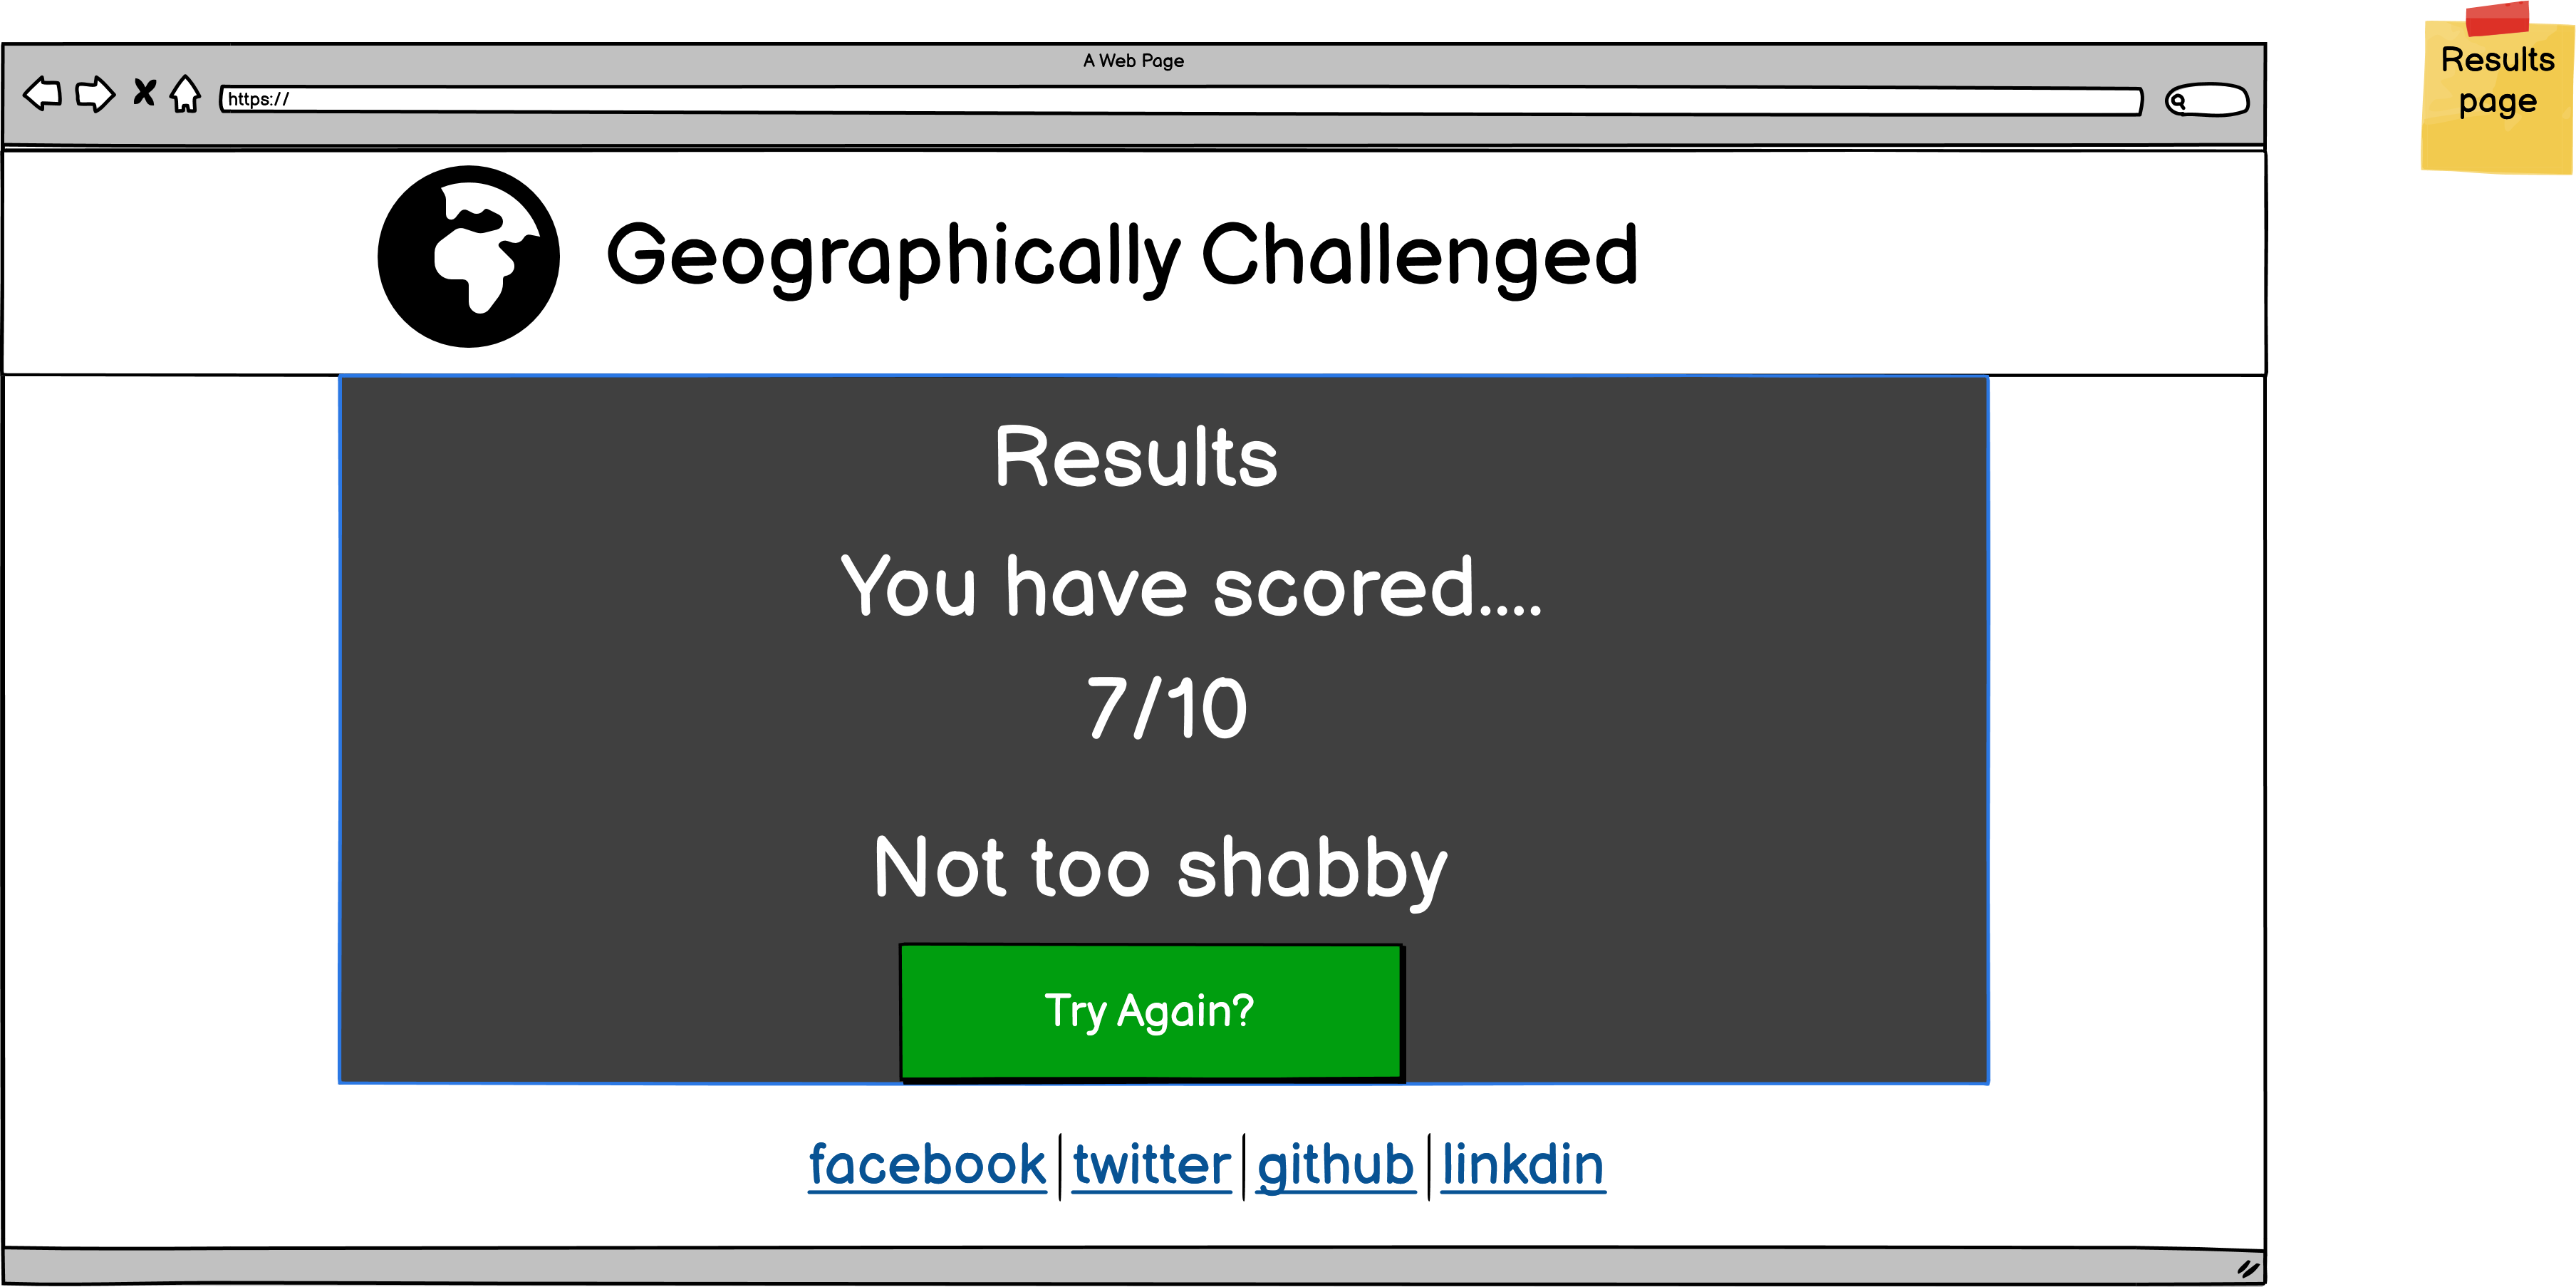 A Web Page
https://
Results
page
Geographically Challenged
Results
You have scored....
7/10
Not too shabby
Try Again?
facebook twitter github linkdin